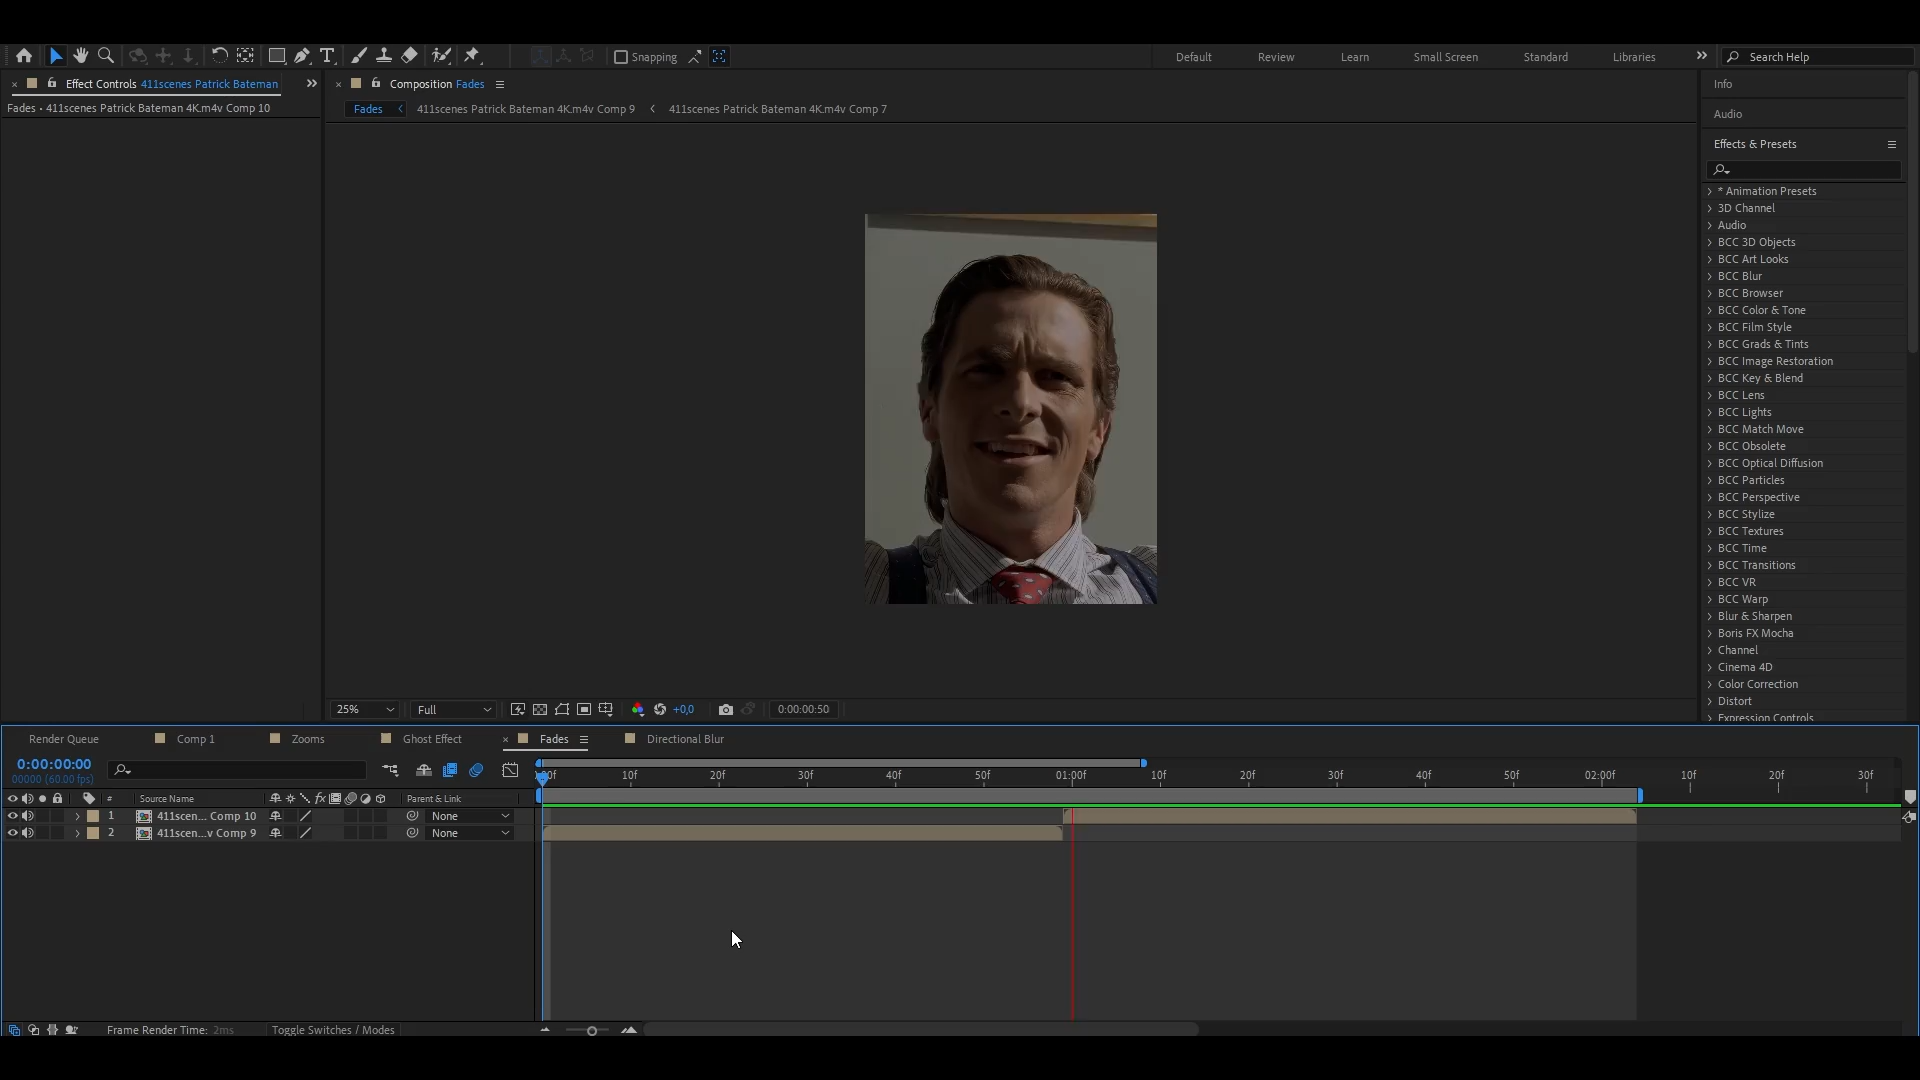 Snapping
Default
Review
Learn
Small Screen
Standard
Libraries
Search Help
Effect Controls 411scenes Patrick Bateman
Composition Fades
Info
Fades • 411scenes Patrick Bateman 4K.m4v Comp 10
Fades
411scenes Patrick Bateman 4K.m4v Comp 9
411scenes Patrick Bateman 4K.m4v Comp 7
Audio
Effects & Presets
* Animation Presets
3D Channel
Audio
BCC 3D Objects
BCC Art Looks
BCC Blur
BCC Browser
BCC Color & Tone
BCC Film Style
BCC Grads & Tints
BCC Image Restoration
BCC Key & Blend
BCC Lens
BCC Lights
BCC Match Move
BCC Obsolete
BCC Optical Diffusion
BCC Particles
BCC Perspective
BCC Stylize
BCC Textures
BCC Time
BCC Transitions
BCC VR
BCC Warp
Blur & Sharpen
Boris FX Mocha
Channel
Cinema 4D
Color Correction
Distort
Expression Controls
25%
Full
+0,0
0:00:00:50
Render Queue
Comp 1
Zooms
Ghost Effect
Fades
Directional Blur
0:00:00:00
00000 (60.00 fps)
10f 20f 30f 40f 50f 01:00f 10f 20f 30f 40f 50f 02:00f 10f 20f 30f
# Source Name fx Parent & Link
1 411scen... Comp 10 None
2 411scen...v Comp 9 None
Frame Render Time: 2ms
Toggle Switches / Modes